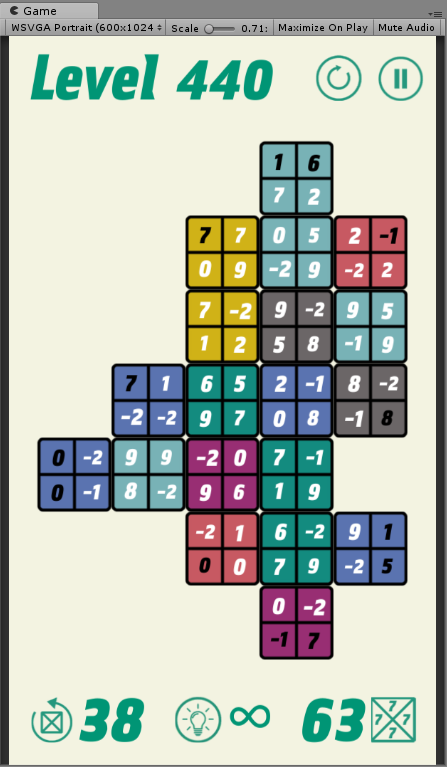 Game
WSVGA Portrait (600x1024 Scale 0.71: Maximize On Play Mute Audio
Level 440
1 6
7 2
7 7 0 5 2 -1
0 9 -2 9 -2 2
7 -2 9 -2 9 5
1 2 5 8 -1 9
7 1 6 5 2 -1 8 -2
-2 -2 9 7 0 8 -1 8
0 -2 9 9 -2 0 7 -1
0 -1 8 -2 9 6 1 9
-2 1 6 -2 9 1
0 0 7 9 -2 5
0 -2
-1 7
38 ∞ 63 7 7 7 7